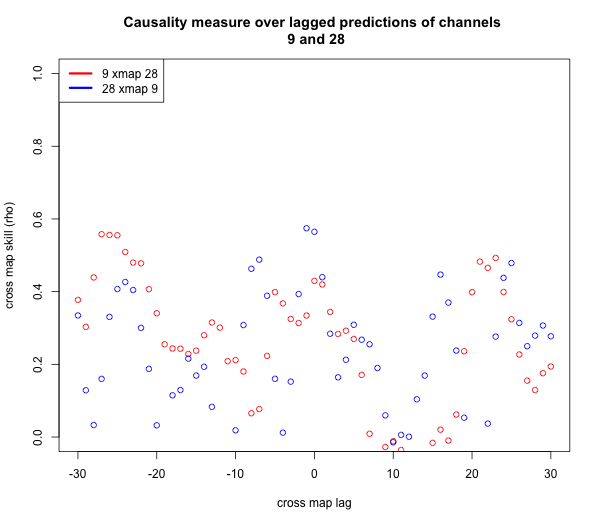 Causality measure over lagged predictions of channels
9 and 28
9 xmap 28
28 xmap 9
cross map skill (rho)
1.0
0.8
0.6
0.4
0.2
0.0
-30 -20 -10 0 10 20 30
cross map lag